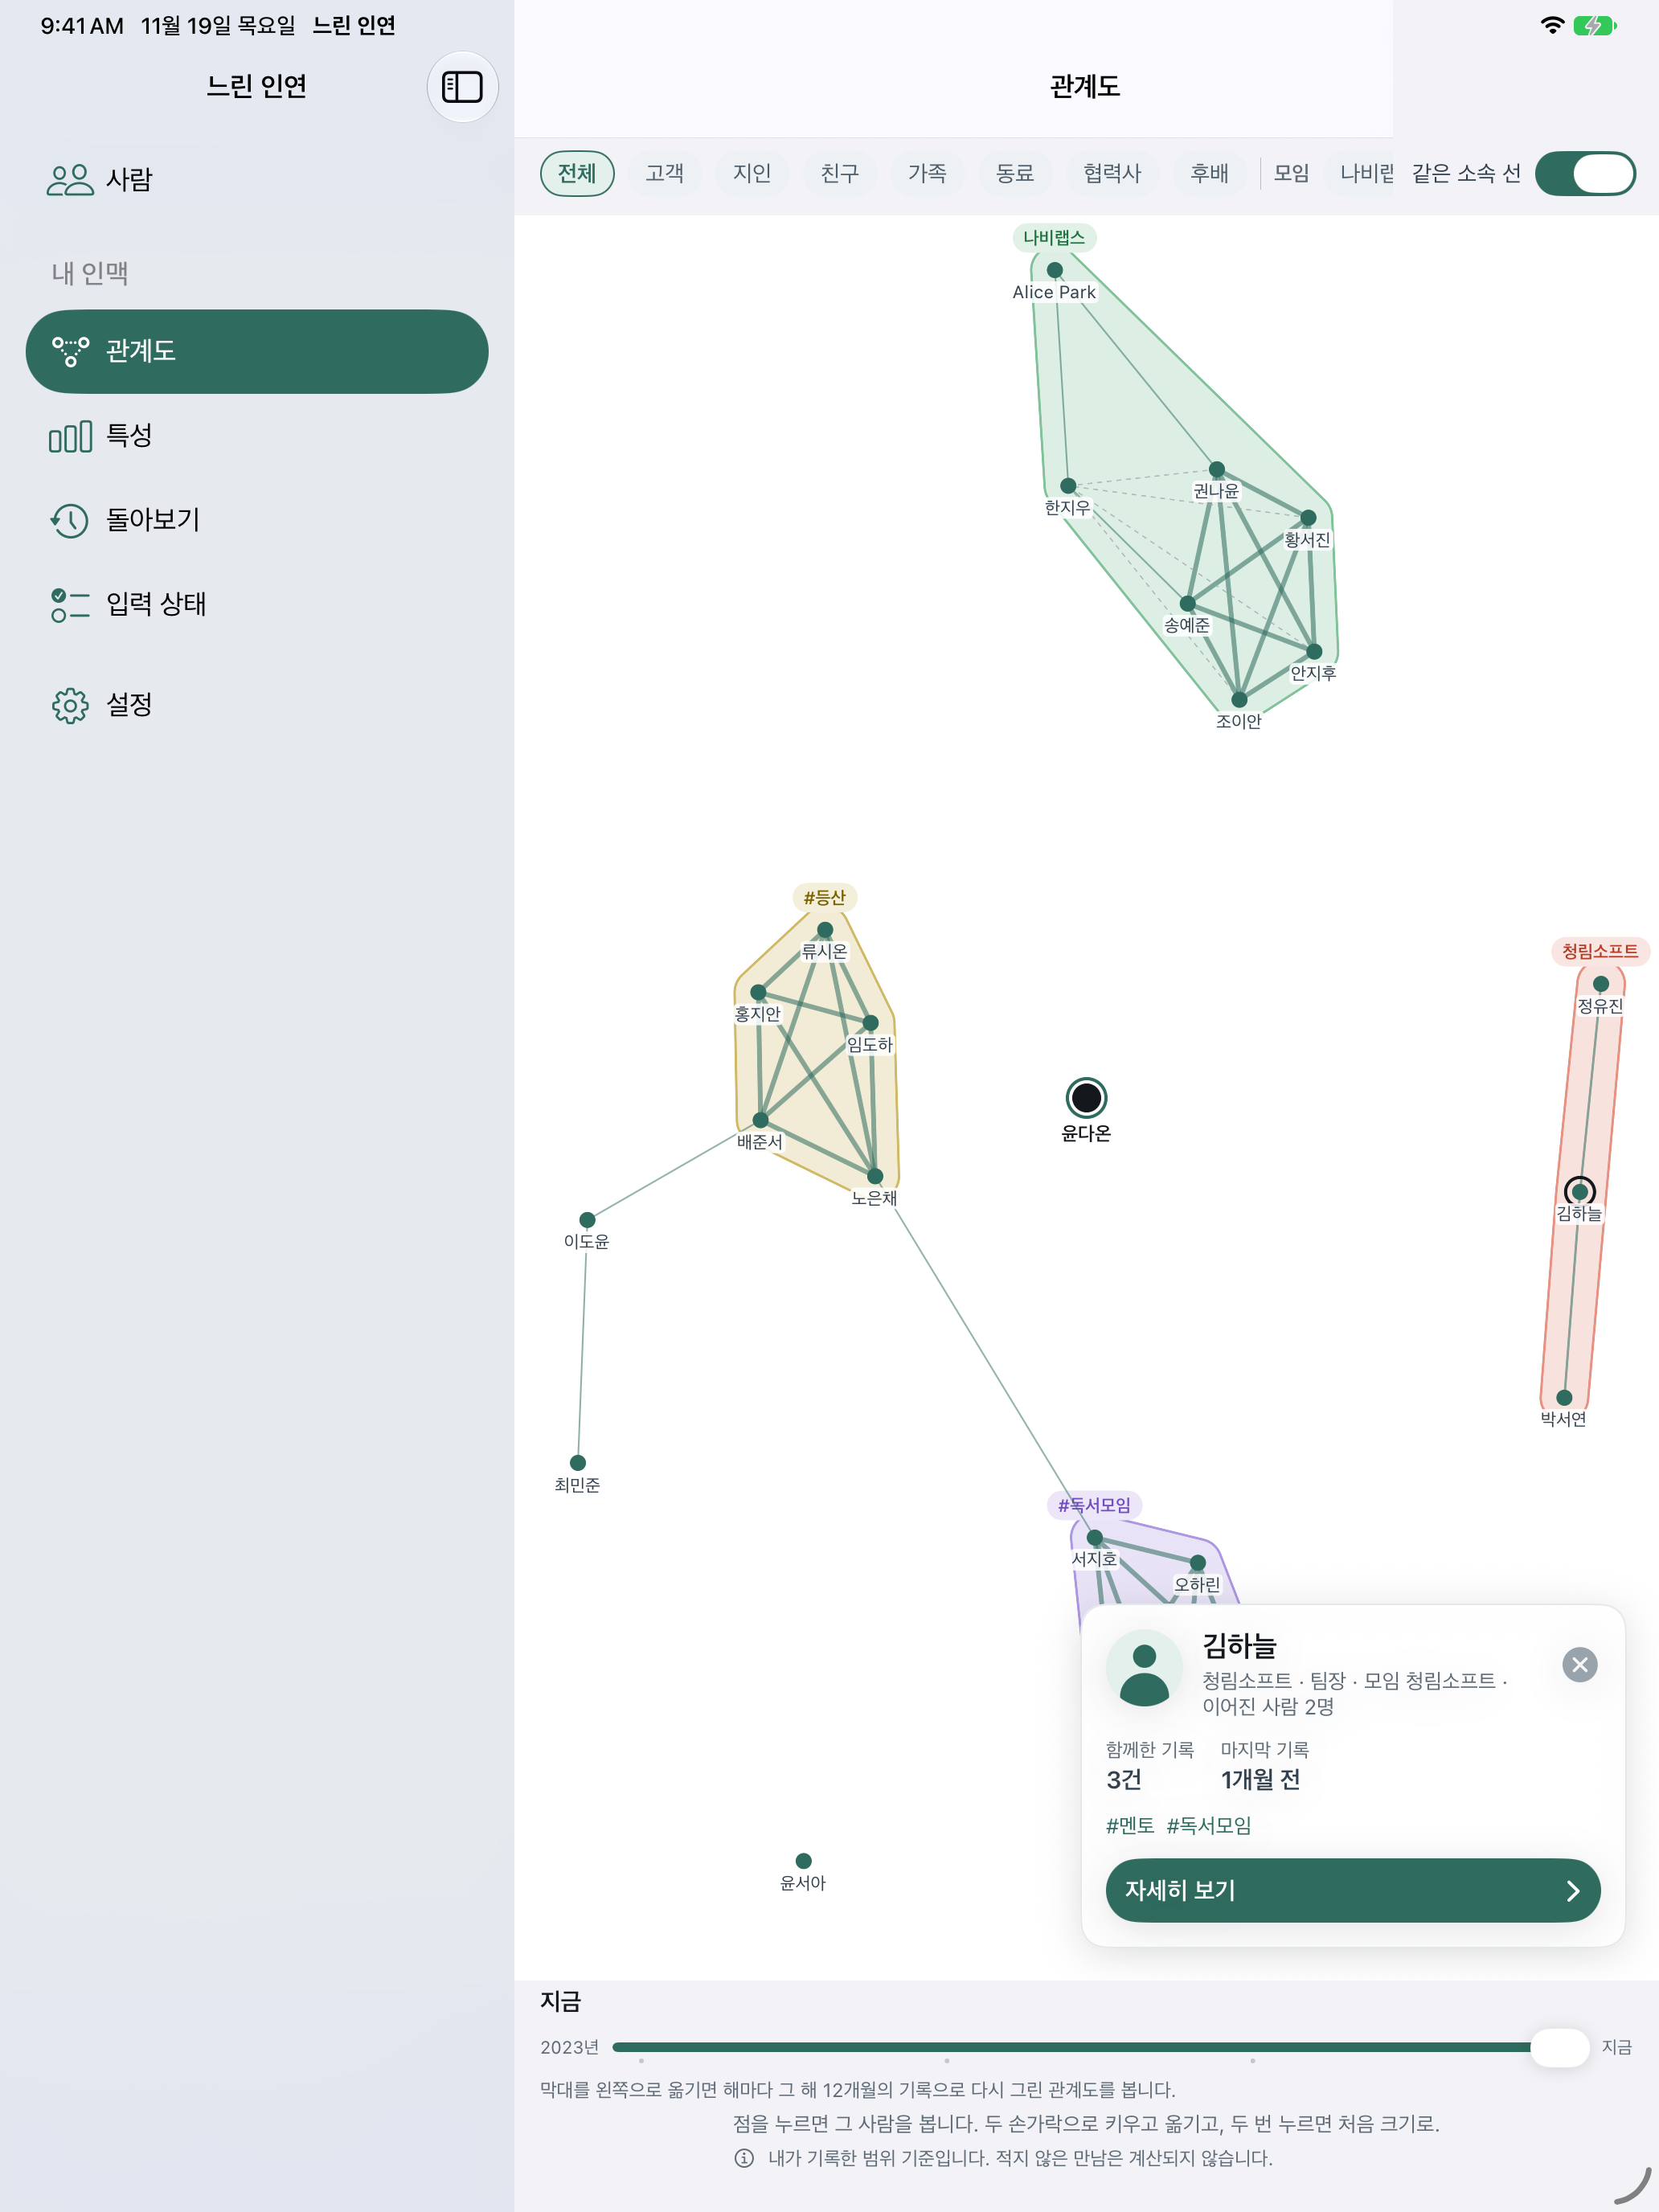 9:41 AM 11월 19일 목요일 느린 인연
느린 인연
사람
내 인맥
관계도
특성
돌아보기
입력 상태
설정
관계도
전체 고객 지인 친구 가족 동료 협력사 후배 모임 나비랩 같은 소속 선
나비랩스
Alice Park
한지우
권나윤
황서진
송예준
안지후
조이안
#등산
류시온
홍지안
임도하
배준서
노은채
이도윤
최민준
윤다온
청림소프트
정유진
김하늘
박서연
#독서모임
서지호
오하린
윤서아
김하늘
청림소프트 · 팀장 · 모임 청림소프트 ·
이어진 사람 2명
함께한 기록 마지막 기록
3건 1개월 전
#멘토 #독서모임
자세히 보기
지금
2023년 지금
막대를 왼쪽으로 옮기면 해마다 그 해 12개월의 기록으로 다시 그린 관계도를 봅니다.
점을 누르면 그 사람을 봅니다. 두 손가락으로 키우고 옮기고, 두 번 누르면 처음 크기로.
내가 기록한 범위 기준입니다. 적지 않은 만남은 계산되지 않습니다.